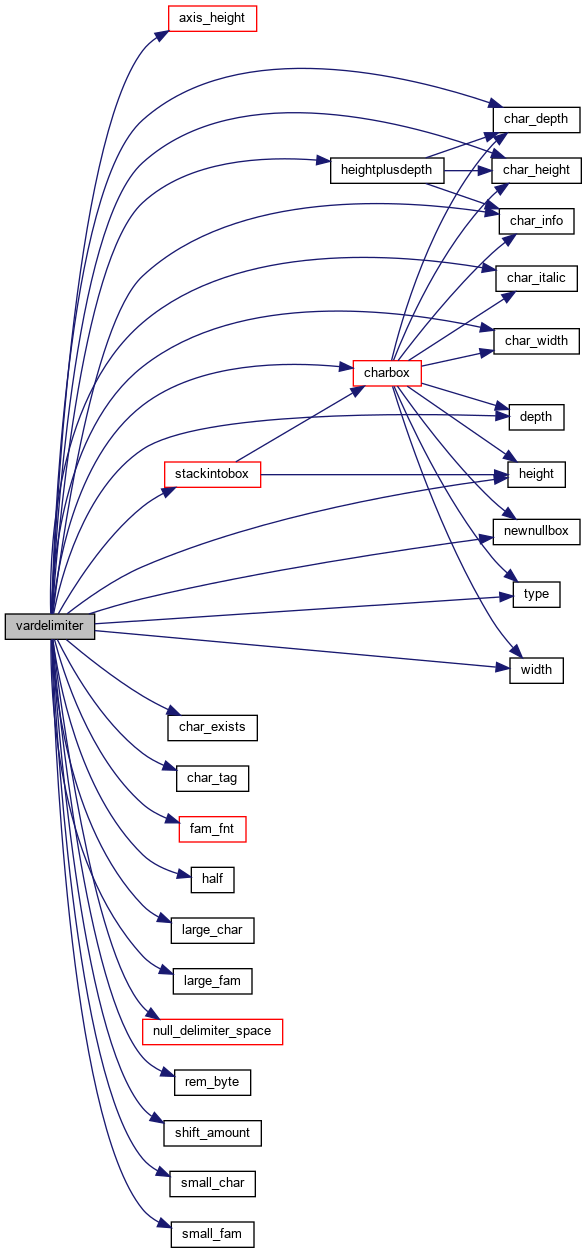 axis_height
char_depth
heightplusdepth
char_height
char_info
char_italic
char_width
charbox
depth
stackintobox
height
newnullbox
type
vardelimiter
width
char_exists
char_tag
fam_fnt
half
large_char
large_fam
null_delimiter_space
rem_byte
shift_amount
small_char
small_fam